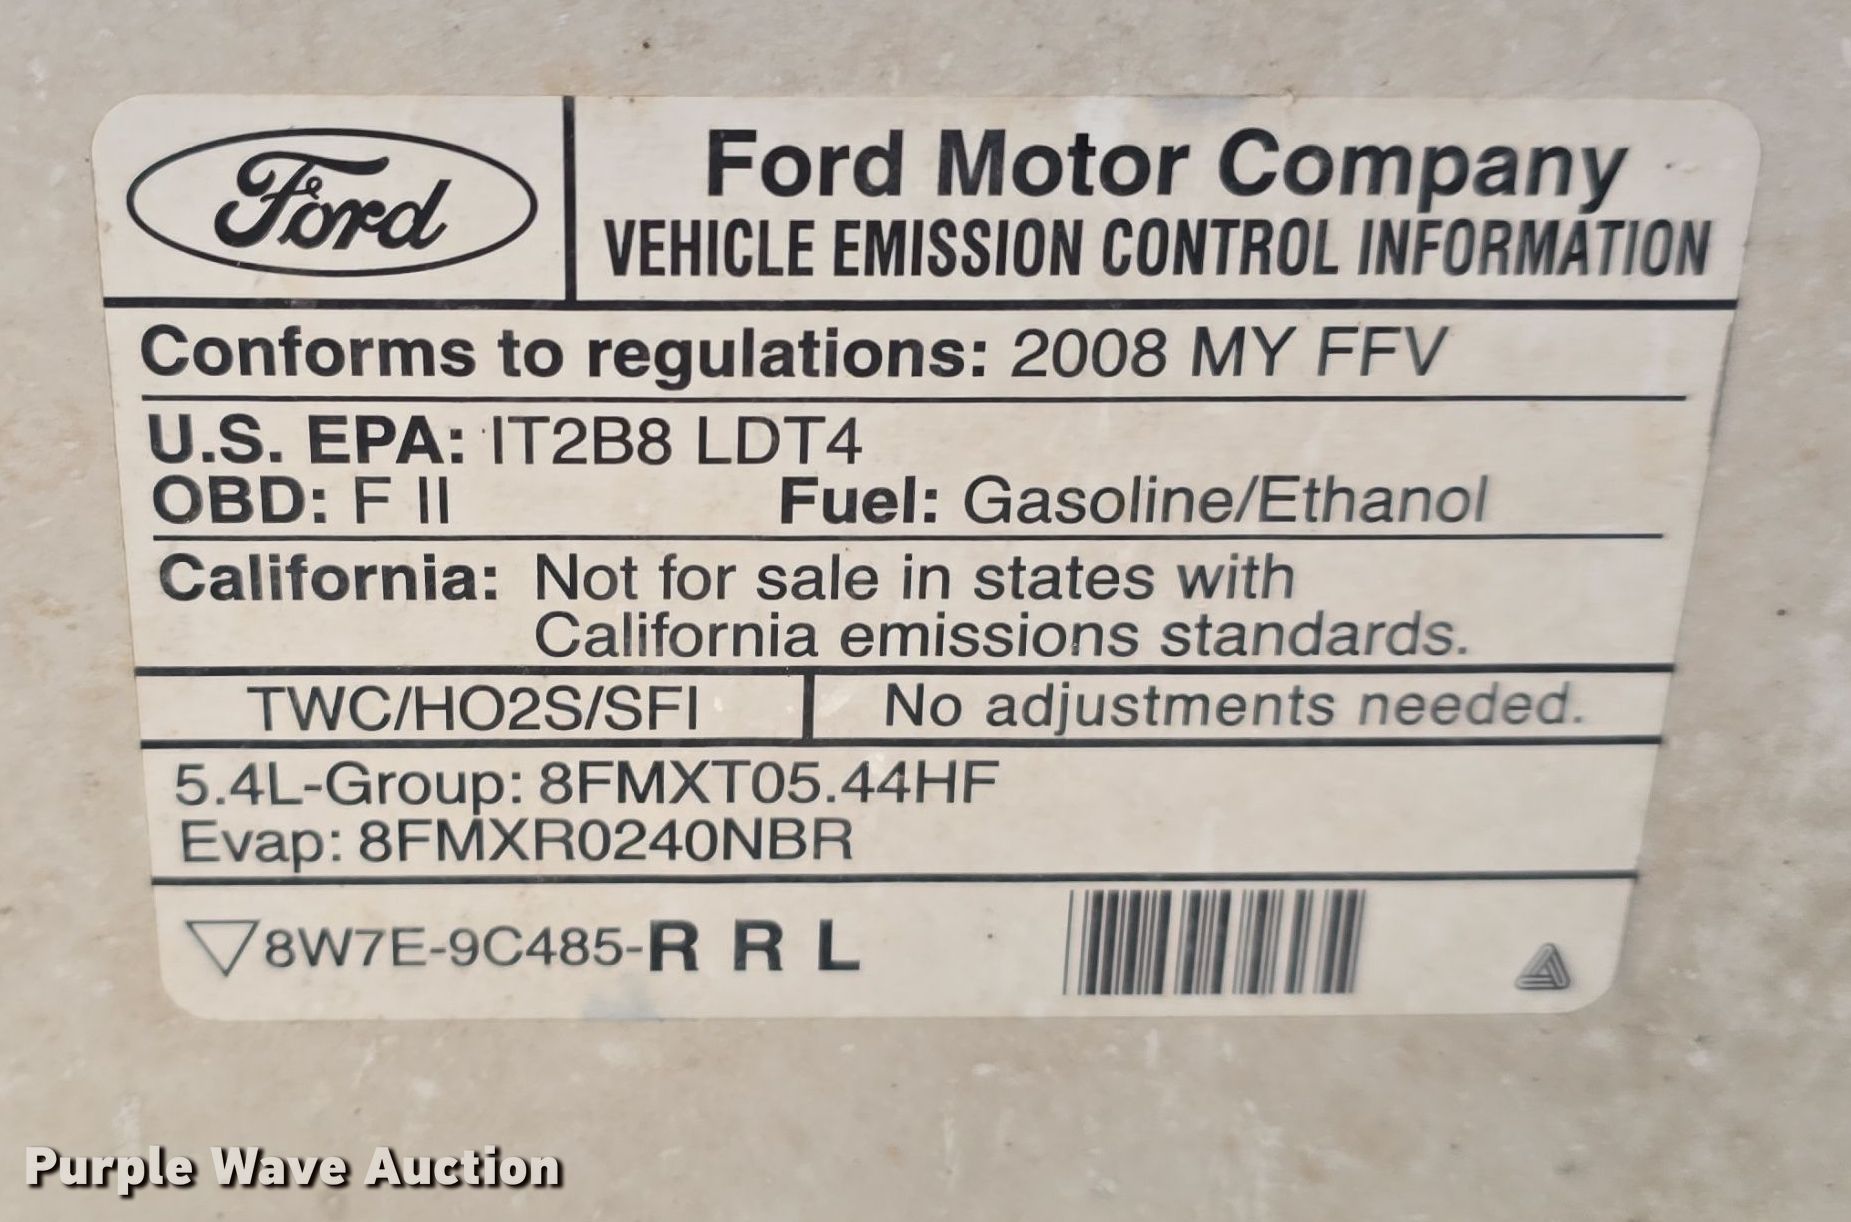 Ford
Ford Motor Company
VEHICLE EMISSION CONTROL INFORMATION
Conforms to regulations: 2008 MY FFV
U.S. EPA: IT2B8 LDT4
OBD: F II Fuel: Gasoline/Ethanol
California: Not for sale in states with
California emissions standards.
TWC/HO2S/SFI No adjustments needed.
5.4L-Group: 8FMXT05.44HF
Evap: 8FMXR0240NBR
8W7E-9C485-R R L
Purple Wave Auction